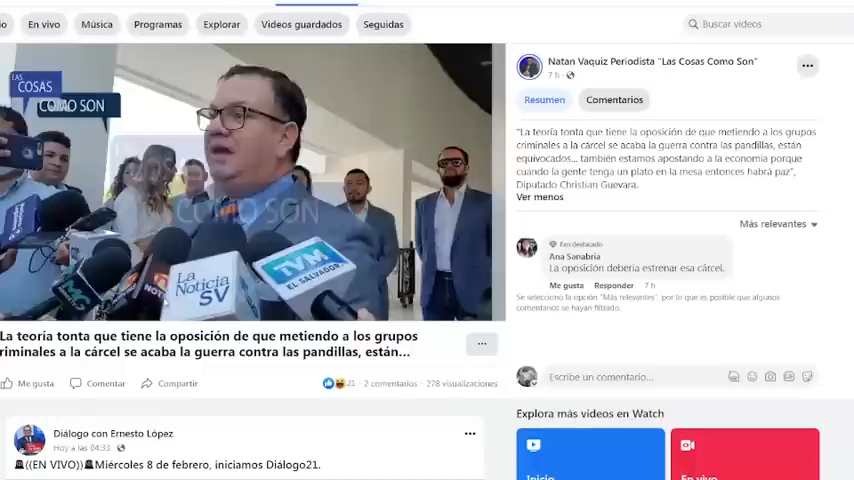 En vivo
Música
Programas
Explorar
Videos guardados
Seguidas
Buscar videos
LAS
COSAS
COMO SON
COMO SON
La
Noticia
SV
TVM
EL SALVADOR
NOT
La teoría tonta que tiene la oposición de que metiendo a los grupos
riminales a la cárcel se acaba la guerra contra las pandillas, están...
Me gusta
Comentar
Compartir
21 · 2 comentarios · 278 visualizaciones
Diálogo con Ernesto López
Hoy a las 04:33
((EN VIVO)) Miércoles 8 de febrero, iniciamos Diálogo21.
Natan Vaquiz Periodista "Las Cosas Como Son"
7 h ·
Resumen
Comentarios
"La teoría tonta que tiene la oposición de que metiendo a los grupos
criminales a la cárcel se acaba la guerra contra las pandillas, están
equivocados... también estamos apostando a la economía porque
cuando la gente tenga un plato en la mesa entonces habrá paz",
Diputado Christian Guevara.
Ver menos
Más relevantes
Fan destacado
Ana Sanabria
La oposición debería estrenar esa cárcel.
Me gusta Responder 7 h
Se seleccionó la opción "Más relevantes", por lo que es posible que algunos
comentarios se hayan filtrado.
Escribe un comentario...
Explora más videos en Watch
Inicio
En vivo